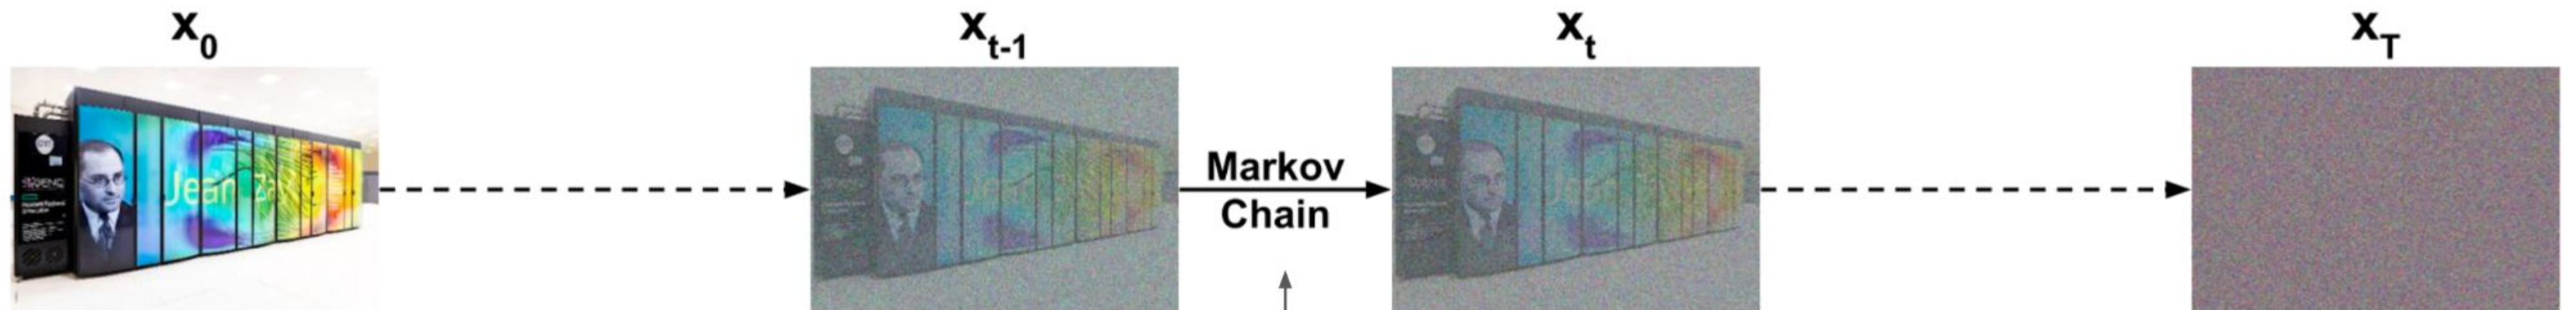 x0
xt-1
xt
xT
Jean Za
Markov
Chain